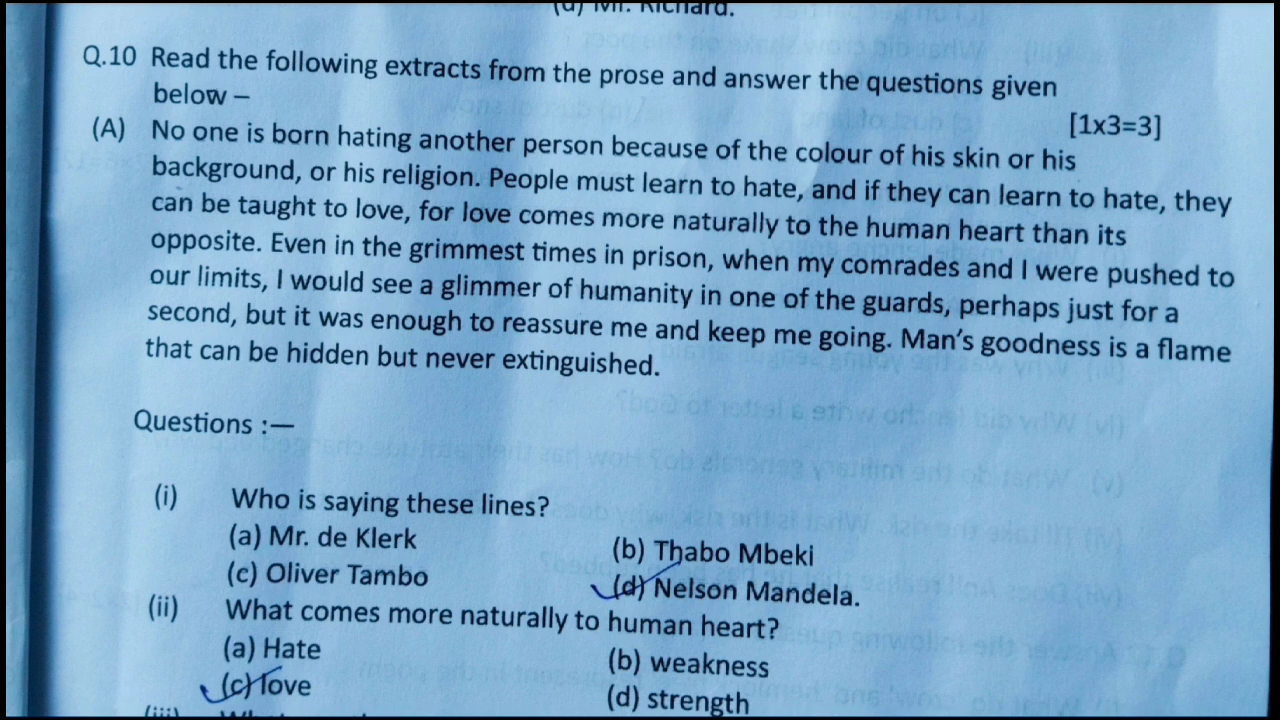 (d) Mr. Richard.
Q.10 Read the following extracts from the prose and answer the questions given
below –
[1x3=3]
(A) No one is born hating another person because of the colour of his skin or his
background, or his religion. People must learn to hate, and if they can learn to hate, they
can be taught to love, for love comes more naturally to the human heart than its
opposite. Even in the grimmest times in prison, when my comrades and I were pushed to
our limits, I would see a glimmer of humanity in one of the guards, perhaps just for a
second, but it was enough to reassure me and keep me going. Man's goodness is a flame
that can be hidden but never extinguished.
Questions :—
(i) Who is saying these lines?
(a) Mr. de Klerk (b) Thabo Mbeki
(c) Oliver Tambo (d) Nelson Mandela.
(ii) What comes more naturally to human heart?
(a) Hate (b) weakness
(c) love (d) strength
(iii)